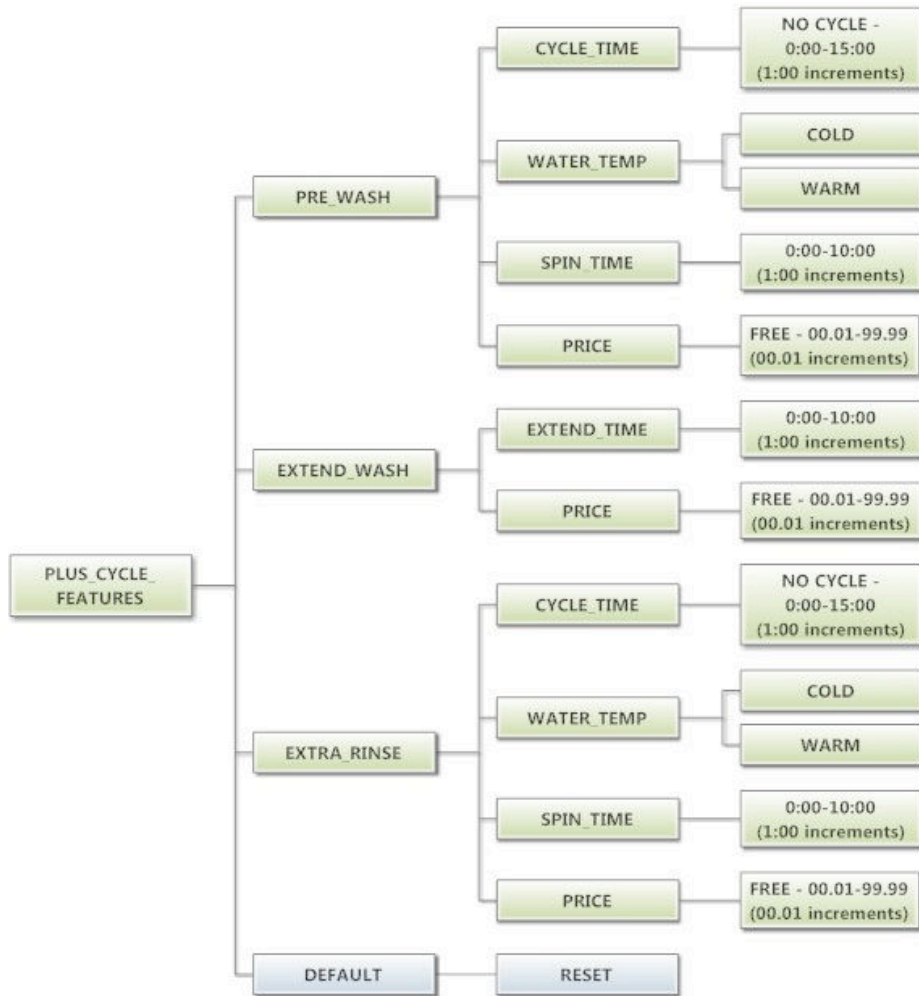 PLUS_CYCLE_
FEATURES
PRE_WASH
CYCLE_TIME
NO CYCLE -
0:00-15:00
(1:00 increments)
WATER_TEMP
COLD
WARM
SPIN_TIME
0:00-10:00
(1:00 increments)
PRICE
FREE - 00.01-99.99
(00.01 increments)
EXTEND_WASH
EXTEND_TIME
0:00-10:00
(1:00 increments)
PRICE
FREE - 00.01-99.99
(00.01 increments)
EXTRA_RINSE
CYCLE_TIME
NO CYCLE -
0:00-15:00
(1:00 increments)
WATER_TEMP
COLD
WARM
SPIN_TIME
0:00-10:00
(1:00 increments)
PRICE
FREE - 00.01-99.99
(00.01 increments)
DEFAULT
RESET